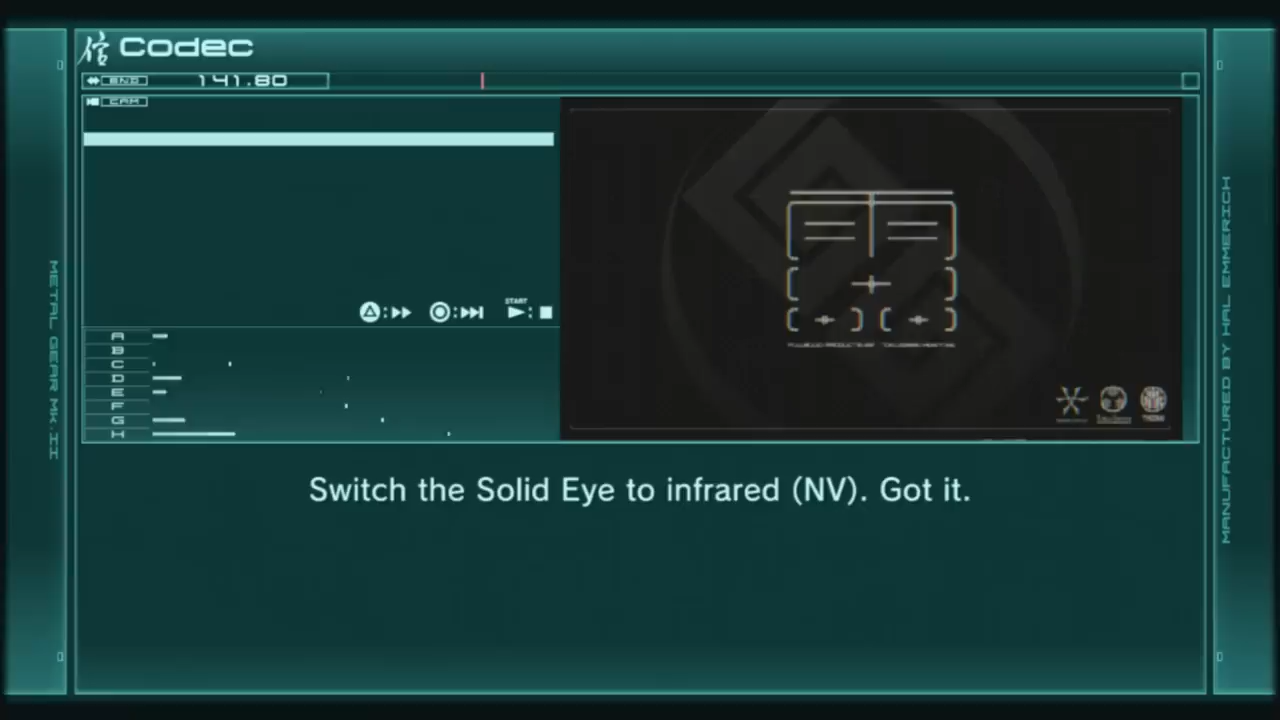 信 Codec
END 141.80
CAM
START
A
B
C
D
E
F
G
H
METAL GEAR MK.II
MANUFACTURED BY HAL EMMERICH
Switch the Solid Eye to infrared (NV). Got it.